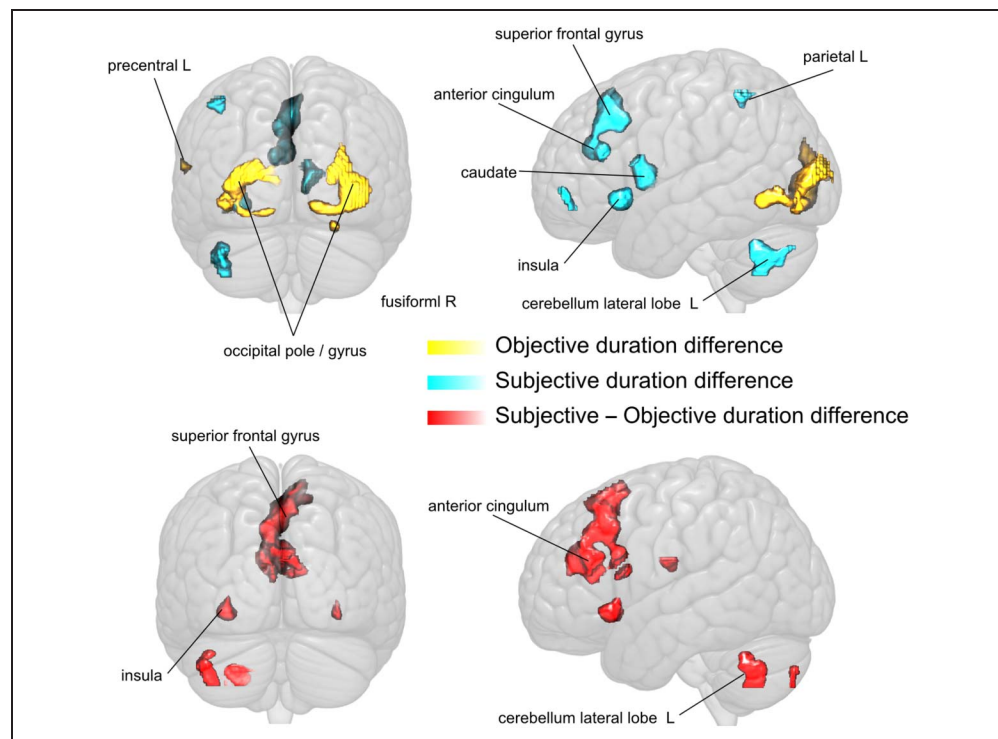 superior frontal gyrus
precentral L
parietal L
anterior cingulum
caudate
insula
fusiforml R
cerebellum lateral lobe L
occipital pole / gyrus
Objective duration difference
Subjective duration difference
Subjective – Objective duration difference
superior frontal gyrus
anterior cingulum
insula
cerebellum lateral lobe L